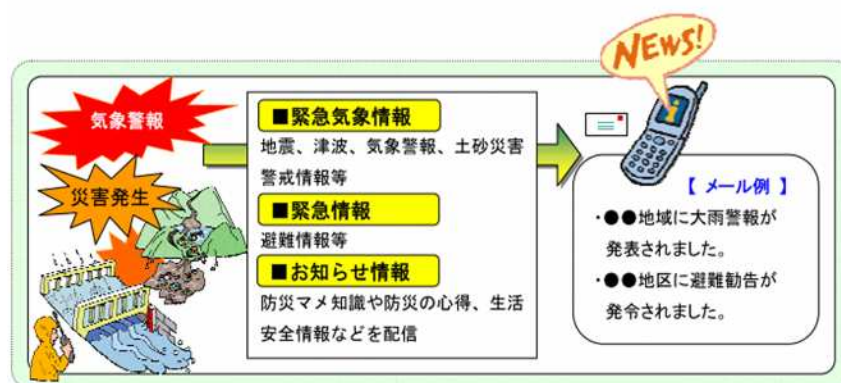 NEWS!
気象警報
災害発生
■緊急気象情報
地震、津波、気象警報、土砂災害
警戒情報等
■緊急情報
避難情報等
■お知らせ情報
防災マメ知識や防災の心得、生活
安全情報などを配信
【 メール例 】
・●●地域に大雨警報が
発表されました。
・●●地区に避難勧告が
発令されました。